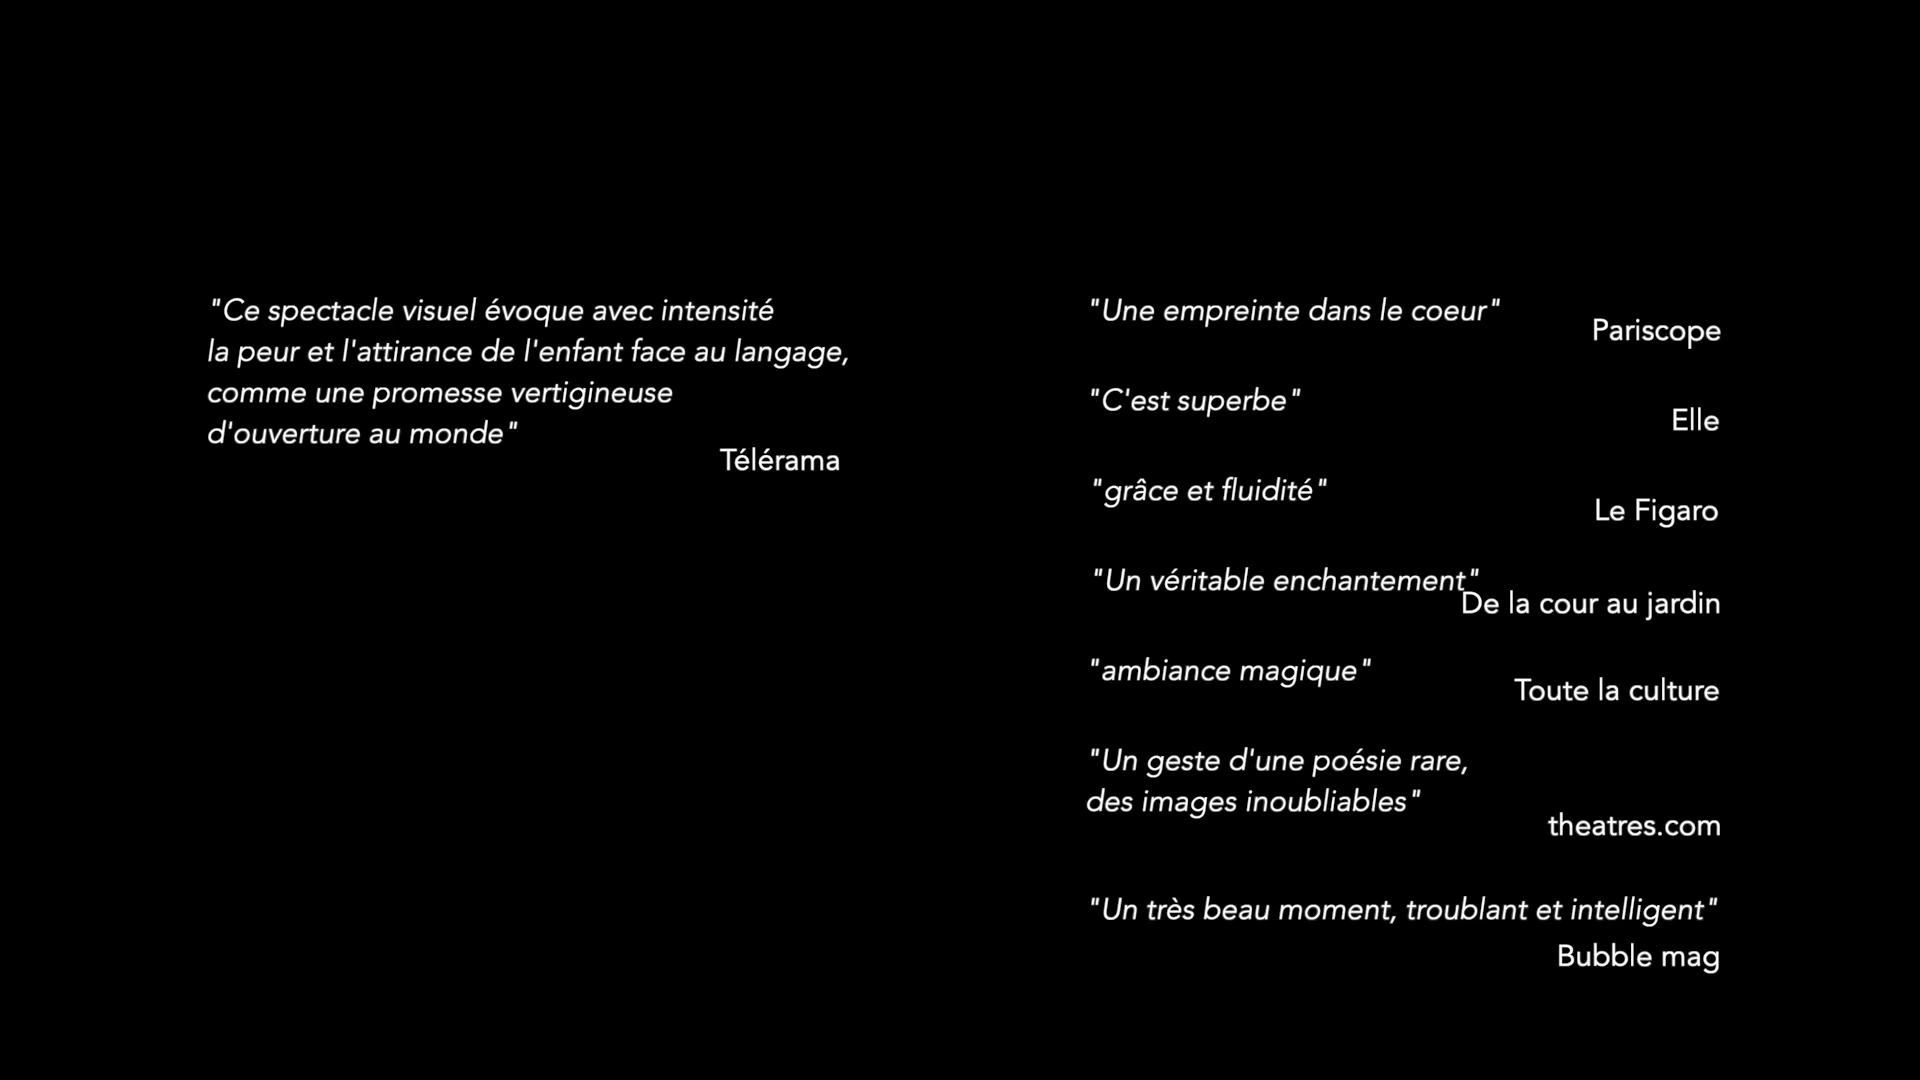 "Ce spectacle visuel évoque avec intensité
la peur et l'attirance de l'enfant face au langage,
comme une promesse vertigineuse
d'ouverture au monde"
Télérama
"Une empreinte dans le coeur"
Pariscope
"C'est superbe"
Elle
"grâce et fluidité"
Le Figaro
"Un véritable enchantement"
De la cour au jardin
"ambiance magique"
Toute la culture
"Un geste d'une poésie rare,
des images inoubliables"
theatres.com
"Un très beau moment, troublant et intelligent"
Bubble mag